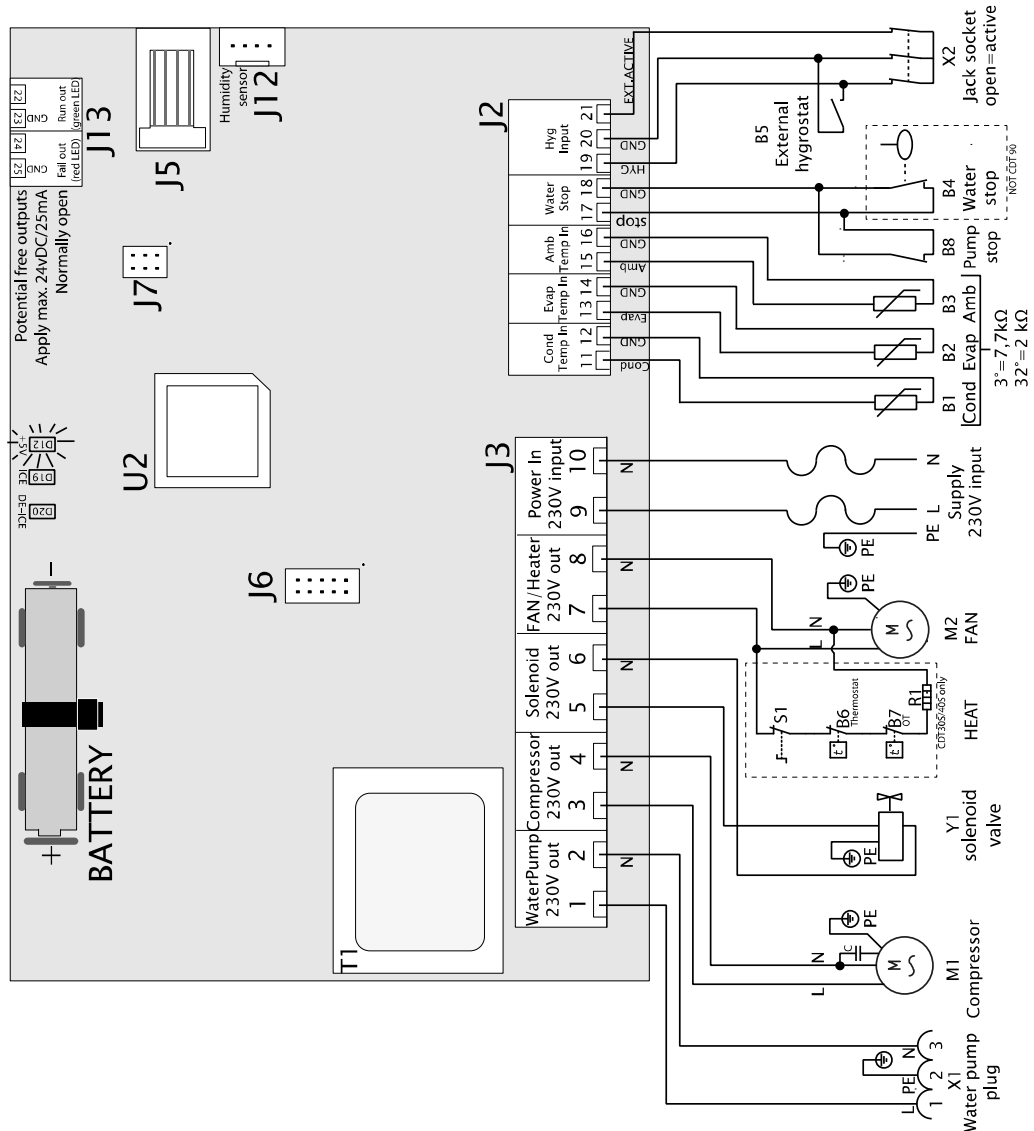 22
23 GND
Run out
(green LED)
24
25 GND
Fail out
(red LED)
J13
Potential free outputs
Apply max. 24vDC/25mA
Normally open
J5
Humidity
sensor
J12
J7
U2
J6
+5V
D12
ICE
D19
DE-ICE
D20
BATTERY
+
−
T1
J2
Hyg
Input
21 EXT.ACTIVE
20 GND
19 HYG
Water
Stop
18 GND
17 stop
Amb
Temp In
16 GND
15 Amb
Evap
Temp In
14 GND
13 Evap
Cond
Temp In
12 GND
11 Cond
J3
Power In
230V input
10 N
9
FAN/Heater
230V out
8 N
7
Solenoid
230V out
6 N
5
Compressor
230V out
4 N
3
WaterPump
230V out
2 N
1
X2
Jack socket
open=active
B5
External
hygrostat
B4
Water
stop
NOT CDT 90
B8
Pump
stop
B3 Amb
B2 Evap
B1 Cond
3°=7,7kΩ
32°=2 kΩ
N
L
PE
Supply
230V input
PE
PE
N
L
M
M2
FAN
S1
B6
Thermostat
t°
B7
OT
t°
R1
CDT30S/40S only
HEAT
PE
Y1
solenoid
valve
PE
C
N
L
M
M1
Compressor
N 3
PE 2
L 1
X1
Water pump
plug